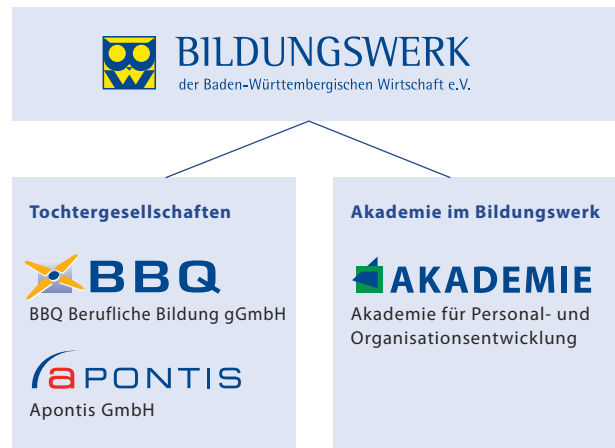 BILDUNGSWERK
der Baden-Württembergischen Wirtschaft e.V.
Tochtergesellschaften
BBQ
BBQ Berufliche Bildung gGmbH
aPONTIS
Apontis GmbH
Akademie im Bildungswerk
AKADEMIE
Akademie für Personal- und
Organisationsentwicklung